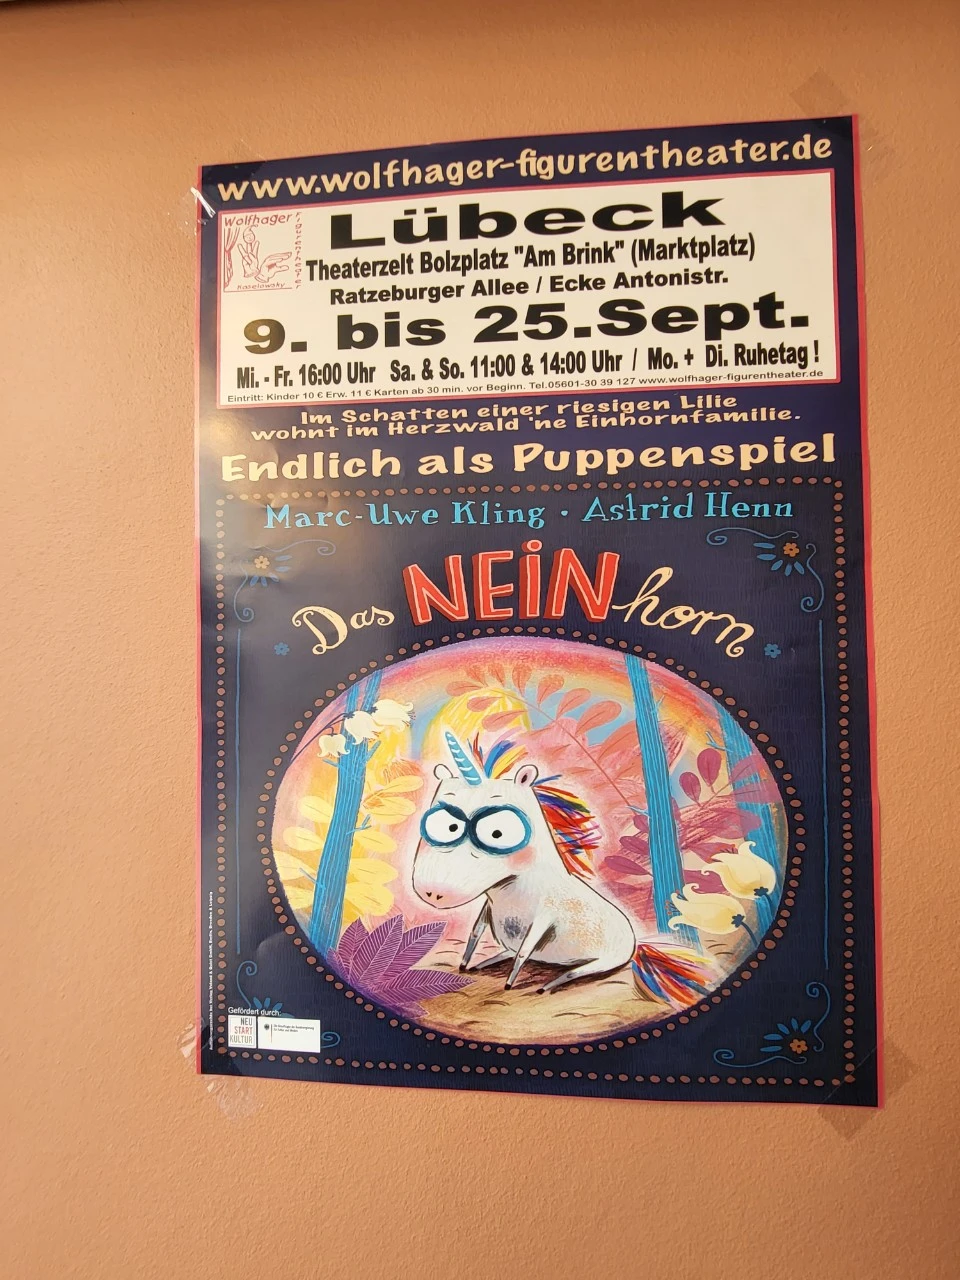 www.wolfhager-figurentheater.de
Wolfhager
Figurentheater
Kaselowsky
Lübeck
Theaterzelt Bolzplatz "Am Brink" (Marktplatz)
Ratzeburger Allee / Ecke Antonistr.
9. bis 25.Sept.
Mi. - Fr. 16:00 Uhr Sa. & So. 11:00 & 14:00 Uhr / Mo. + Di. Ruhetag !
Eintritt: Kinder 10 € Erw. 11 € Karten ab 30 min. vor Beginn. Tel.05601-30 39 127 www.wolfhager-figurentheater.de
Im Schatten einer riesigen Lilie
wohnt im Herzwald 'ne Einhornfamilie.
Endlich als Puppenspiel
Marc-Uwe Kling · Astrid Henn
Das NEiNhorn
Gefördert durch:
NEU
START
KULTUR